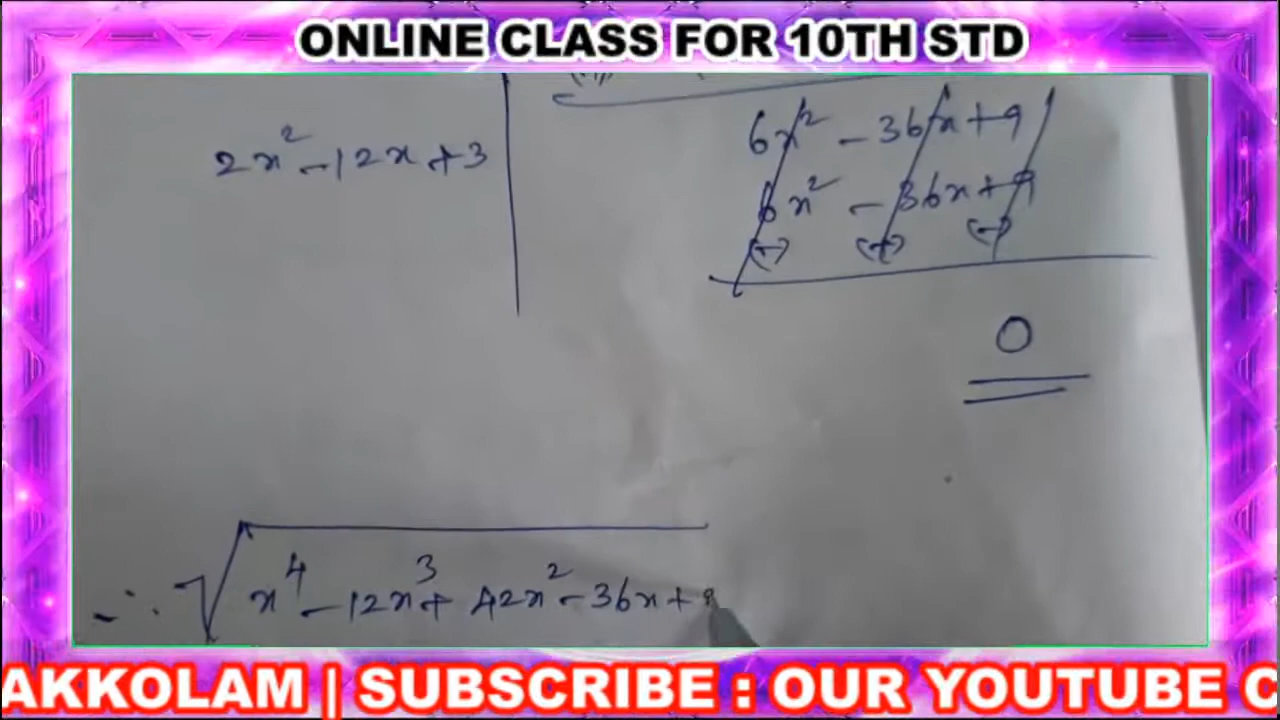 ONLINE CLASS FOR 10TH STD
6x² - 36x + 9
2x² - 12x + 3
6x² - 36x + 9
(-) (+) (-)
0
∴ √x⁴ - 12x³ + 42x² - 36x + 9
AKKOLAM | SUBSCRIBE : OUR YOUTUBE C